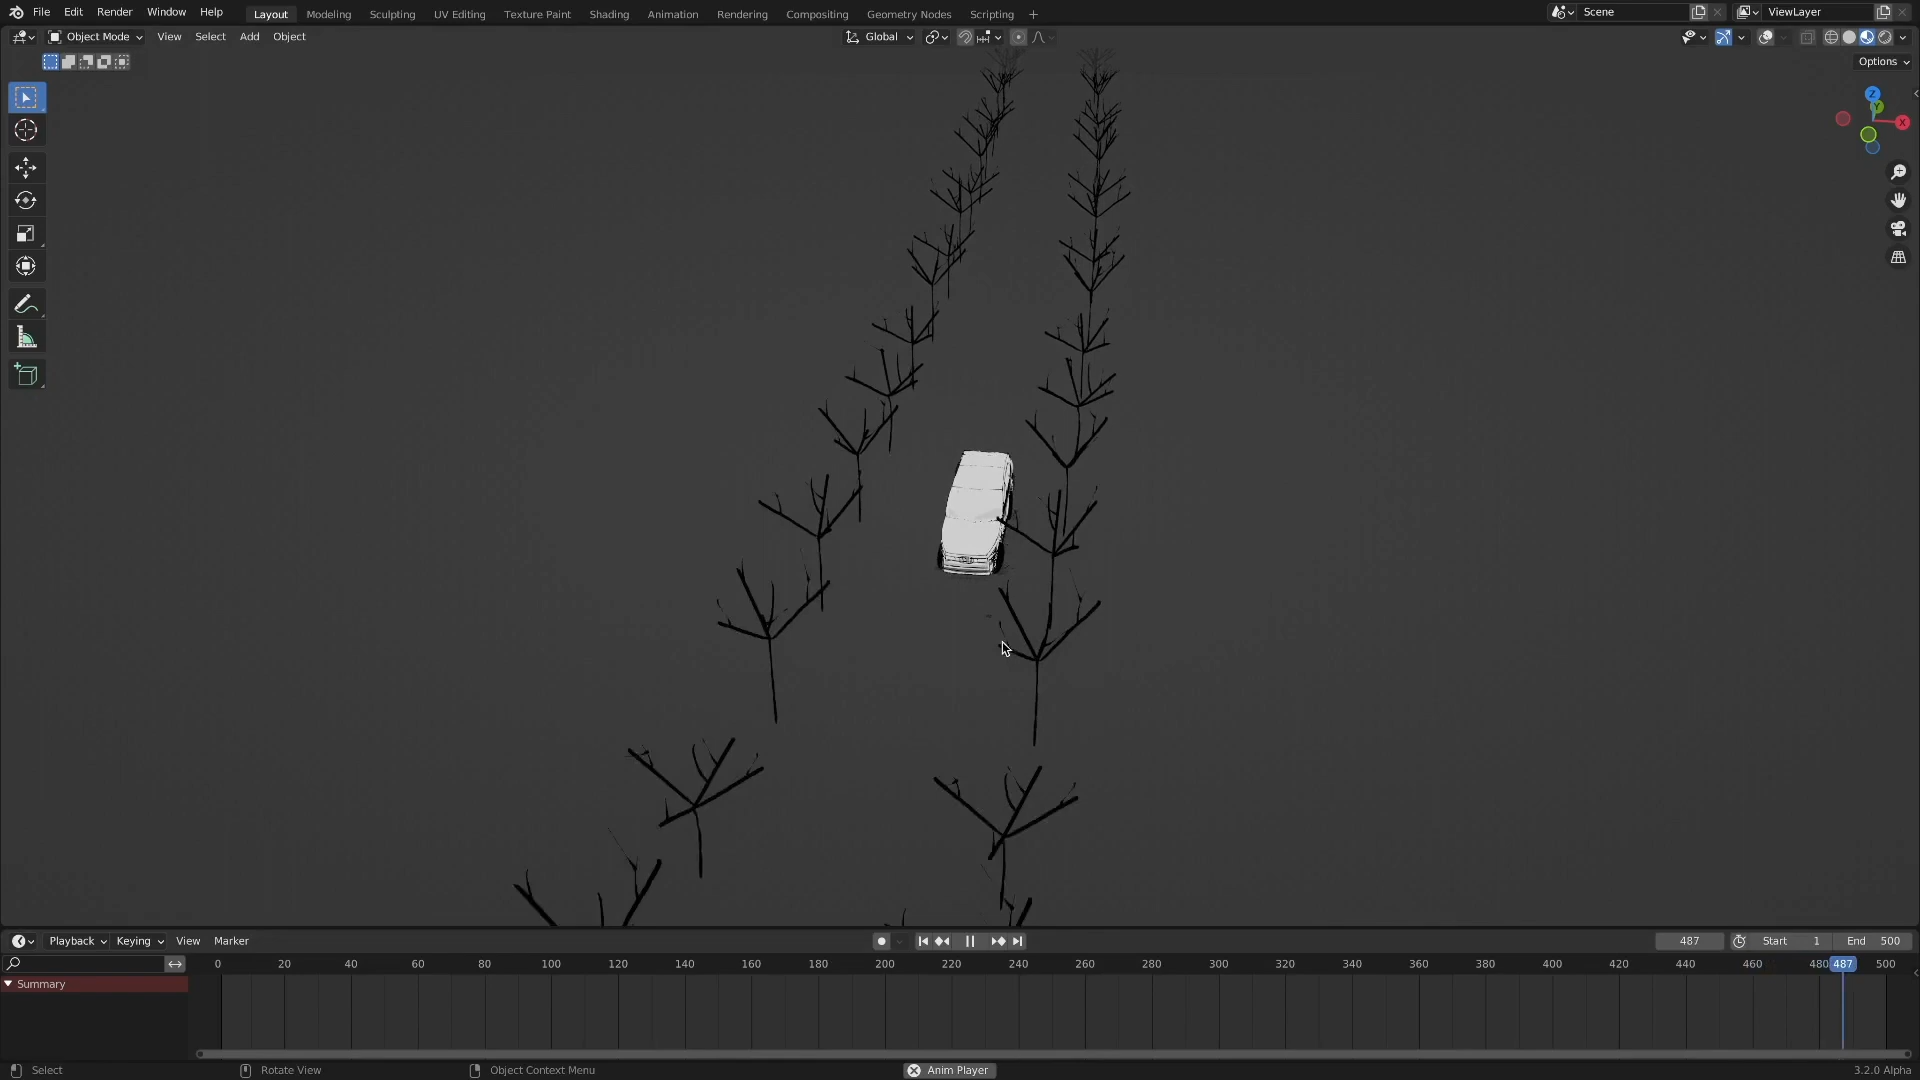 File Edit Render Window Help Layout Modeling Sculpting UV Editing Texture Paint Shading Animation Rendering Compositing Geometry Nodes Scripting + Scene ViewLayer
Object Mode View Select Add Object Global
Options
Z
Y
X
Playback Keying View Marker 487 Start 1 End 500
0 20 40 60 80 100 120 140 160 180 200 220 240 260 280 300 320 340 360 380 400 420 440 460 480 487 500
Summary
Select Rotate View Object Context Menu Anim Player 3.2.0 Alpha